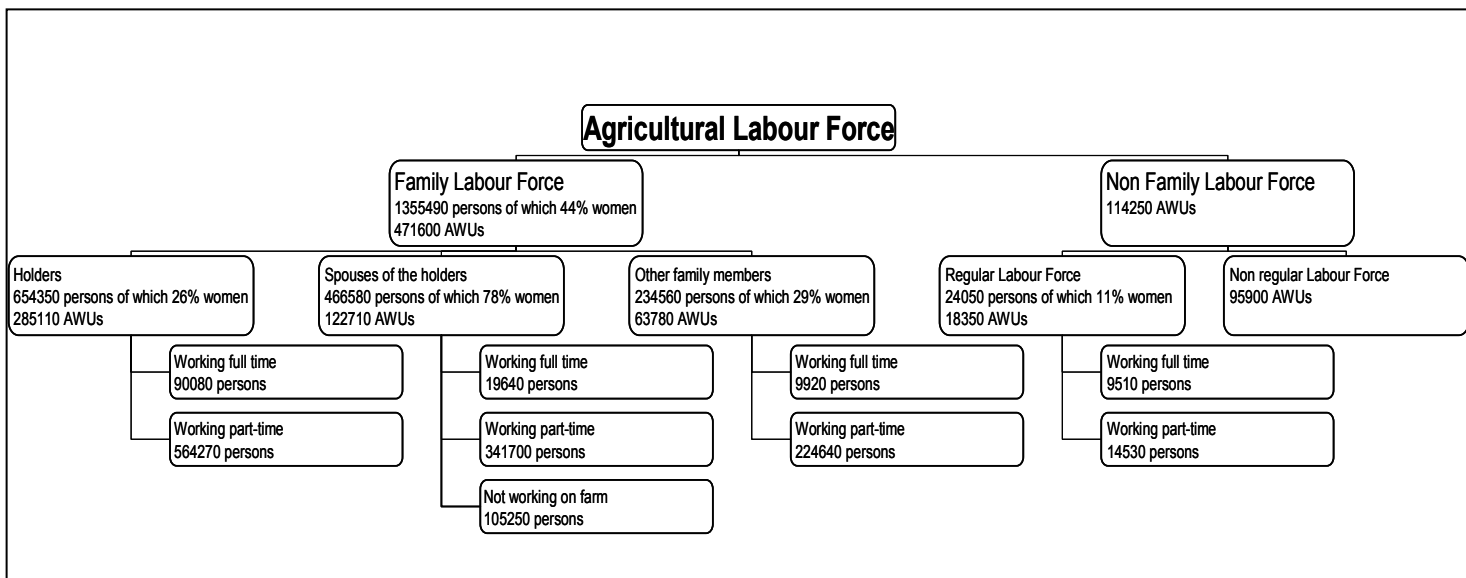 Agricultural Labour Force
Family Labour Force
1355490 persons of which 44% women
471600 AWUs
Non Family Labour Force
114250 AWUs
Holders
654350 persons of which 26% women
285110 AWUs
Spouses of the holders
466580 persons of which 78% women
122710 AWUs
Other family members
234560 persons of which 29% women
63780 AWUs
Regular Labour Force
24050 persons of which 11% women
18350 AWUs
Non regular Labour Force
95900 AWUs
Working full time
90080 persons
Working full time
19640 persons
Working full time
9920 persons
Working full time
9510 persons
Working part-time
564270 persons
Working part-time
341700 persons
Working part-time
224640 persons
Working part-time
14530 persons
Not working on farm
105250 persons